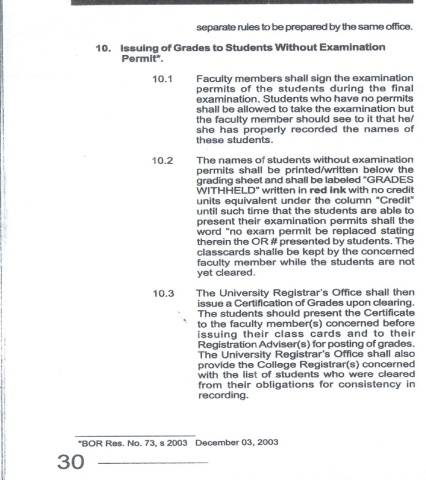 separate rules to be prepared by the same office.
10. Issuing of Grades to Students Without Examination
Permit*.
10.1 Faculty members shall sign the examination
permits of the students during the final
examination. Students who have no permits
shall be allowed to take the examination but
the faculty member should see to it that he/
she has properly recorded the names of
these students.
10.2 The names of students without examination
permits shall be printed/written below the
grading sheet and shall be labeled "GRADES
WITHHELD" written in red ink with no credit
units equivalent under the column "Credit"
until such time that the students are able to
present their examination permits shall the
word "no exam permit be replaced stating
therein the OR # presented by students. The
classcards shalle be kept by the concerned
faculty member while the students are not
yet cleared.
10.3 The University Registrar's Office shall then
issue a Certification of Grades upon clearing.
The students should present the Certificate
to the faculty member(s) concerned before
issuing their class cards and to their
Registration Adviser(s) for posting of grades.
The University Registrar's Office shall also
provide the College Registrar(s) concerned
with the list of students who were cleared
from their obligations for consistency in
recording.
*BOR Res. No. 73, s 2003 December 03, 2003
30